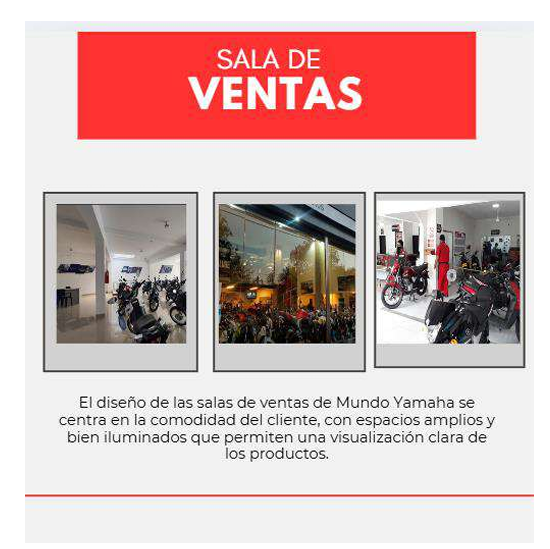 SALA DE
VENTAS
El diseño de las salas de ventas de Mundo Yamaha se
centra en la comodidad del cliente, con espacios amplios y
bien iluminados que permiten una visualización clara de
los productos.